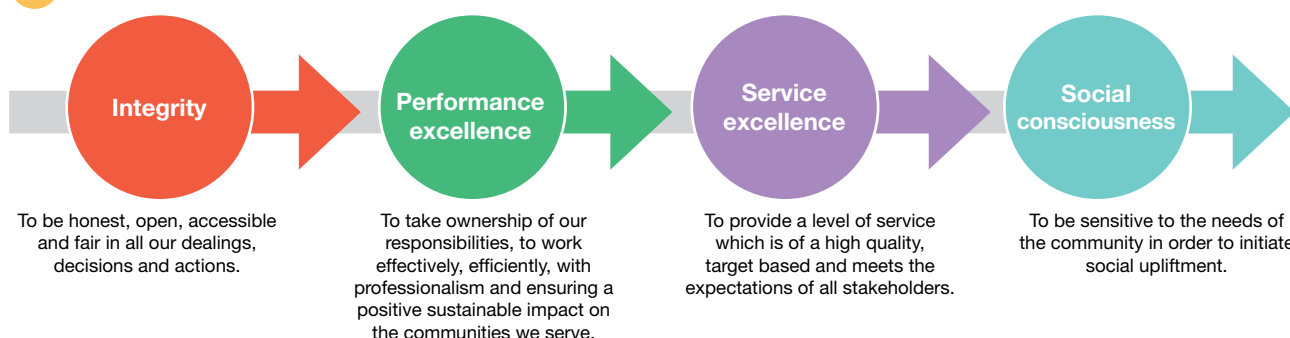 Integrity
To be honest, open, accessible
and fair in all our dealings,
decisions and actions.
Performance
excellence
To take ownership of our
responsibilities, to work
effectively, efficiently, with
professionalism and ensuring a
positive sustainable impact on
the communities we serve.
Service
excellence
To provide a level of service
which is of a high quality,
target based and meets the
expectations of all stakeholders.
Social
consciousness
To be sensitive to the needs of
the community in order to initiate
social upliftment.